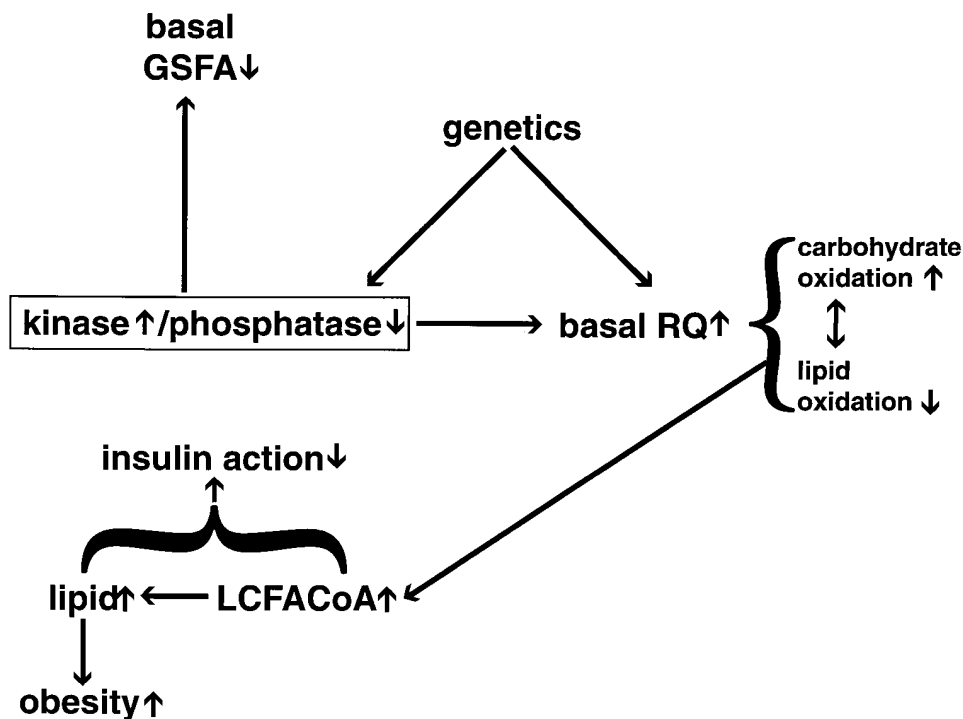 basal
GSFA↓
genetics
carbohydrate
oxidation ↑
kinase↑/phosphatase↓
basal RQ↑
lipid
oxidation ↓
insulin action↓
lipid↑
LCFACoA↑
obesity↑